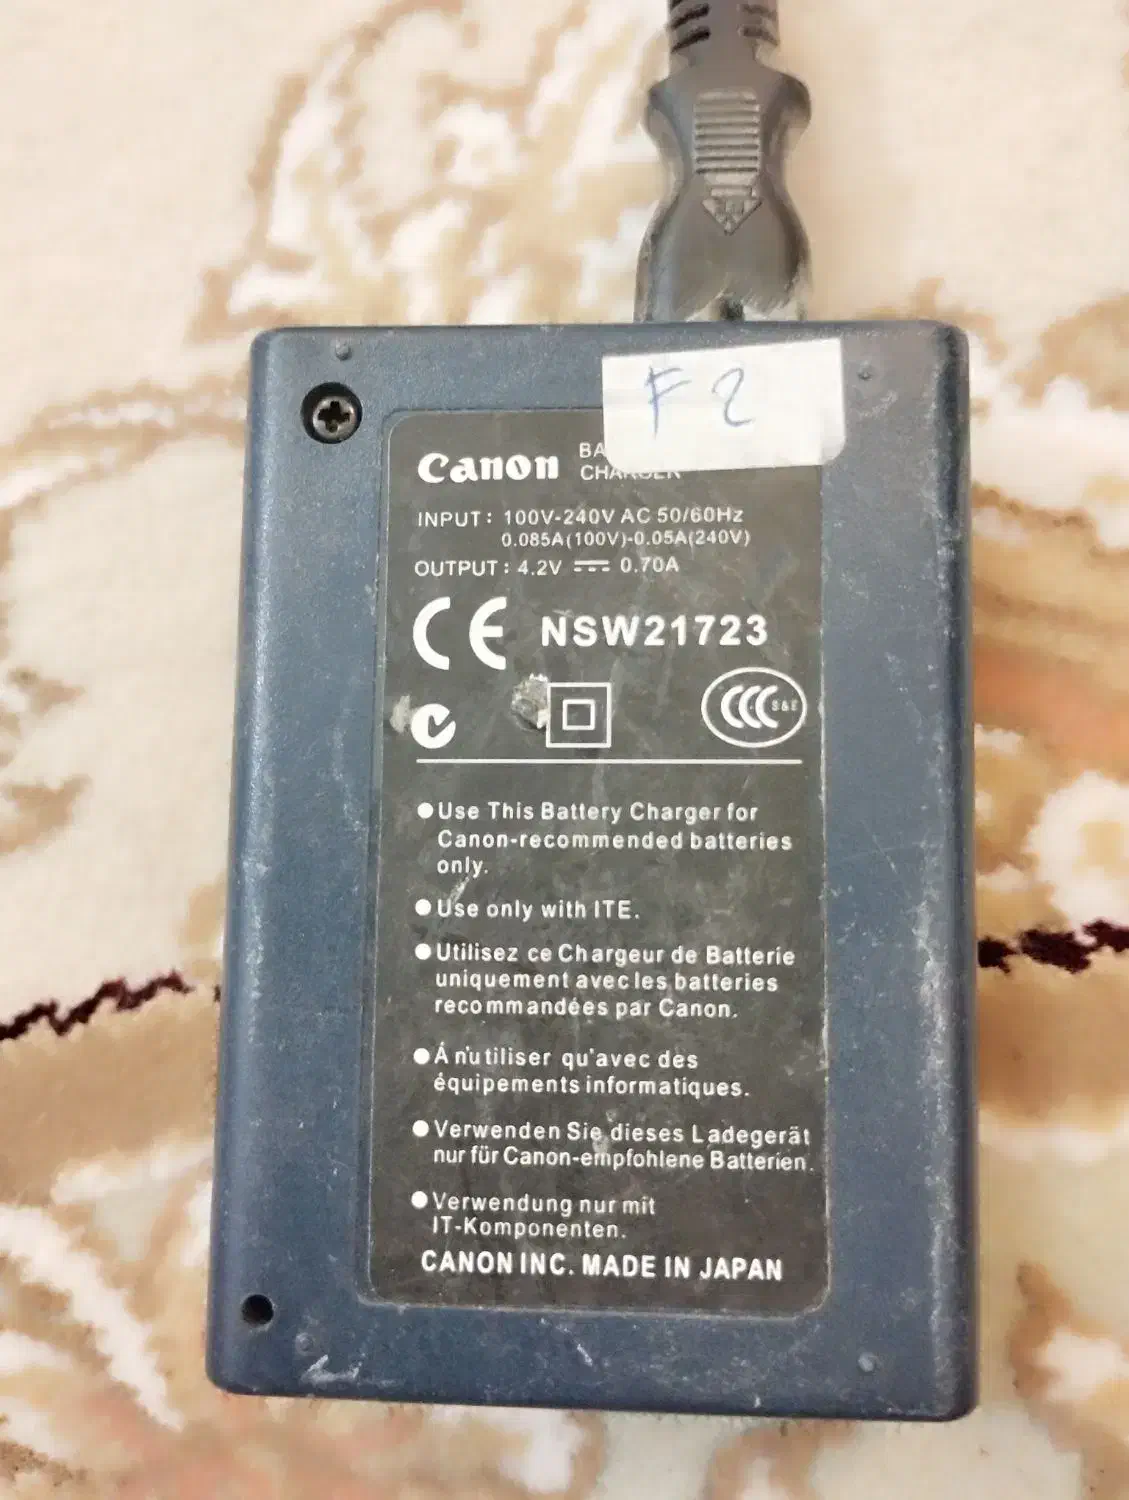 F 2
Canon
INPUT: 100V-240V AC 50/60Hz
0.085A(100V)-0.05A(240V)
OUTPUT: 4.2V ⎓ 0.70A
CE NSW21723
CCC S&E
●Use This Battery Charger for
Canon-recommended batteries
only.
●Use only with ITE.
●Utilisez ce Chargeur de Batterie
uniquement avec les batteries
recommandées par Canon.
●À n'utiliser qu'avec des
équipements informatiques.
●Verwenden Sie dieses Ladegerät
nur für Canon-empfohlene Batterien.
●Verwendung nur mit
IT-Komponenten.
CANON INC. MADE IN JAPAN